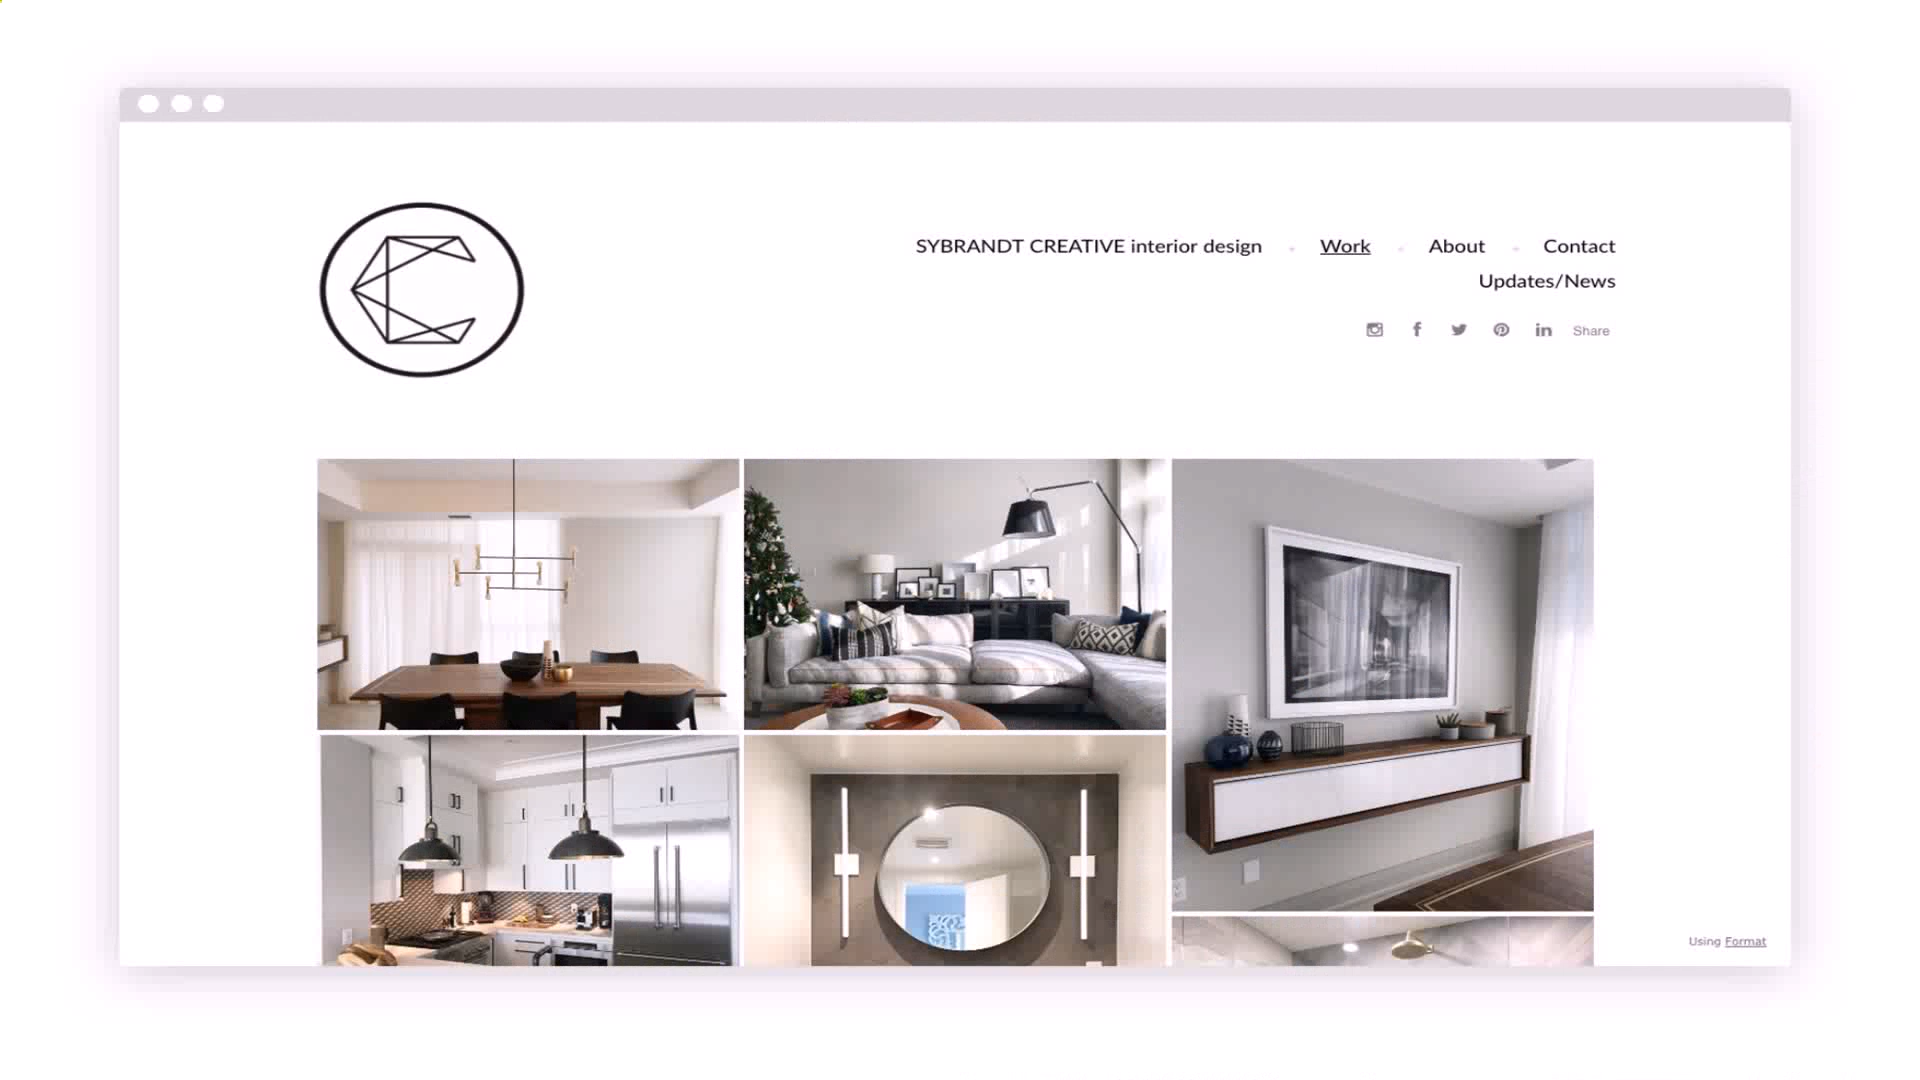 SYBRANDT CREATIVE interior design Work About Contact
Updates/News
Share
Using Format